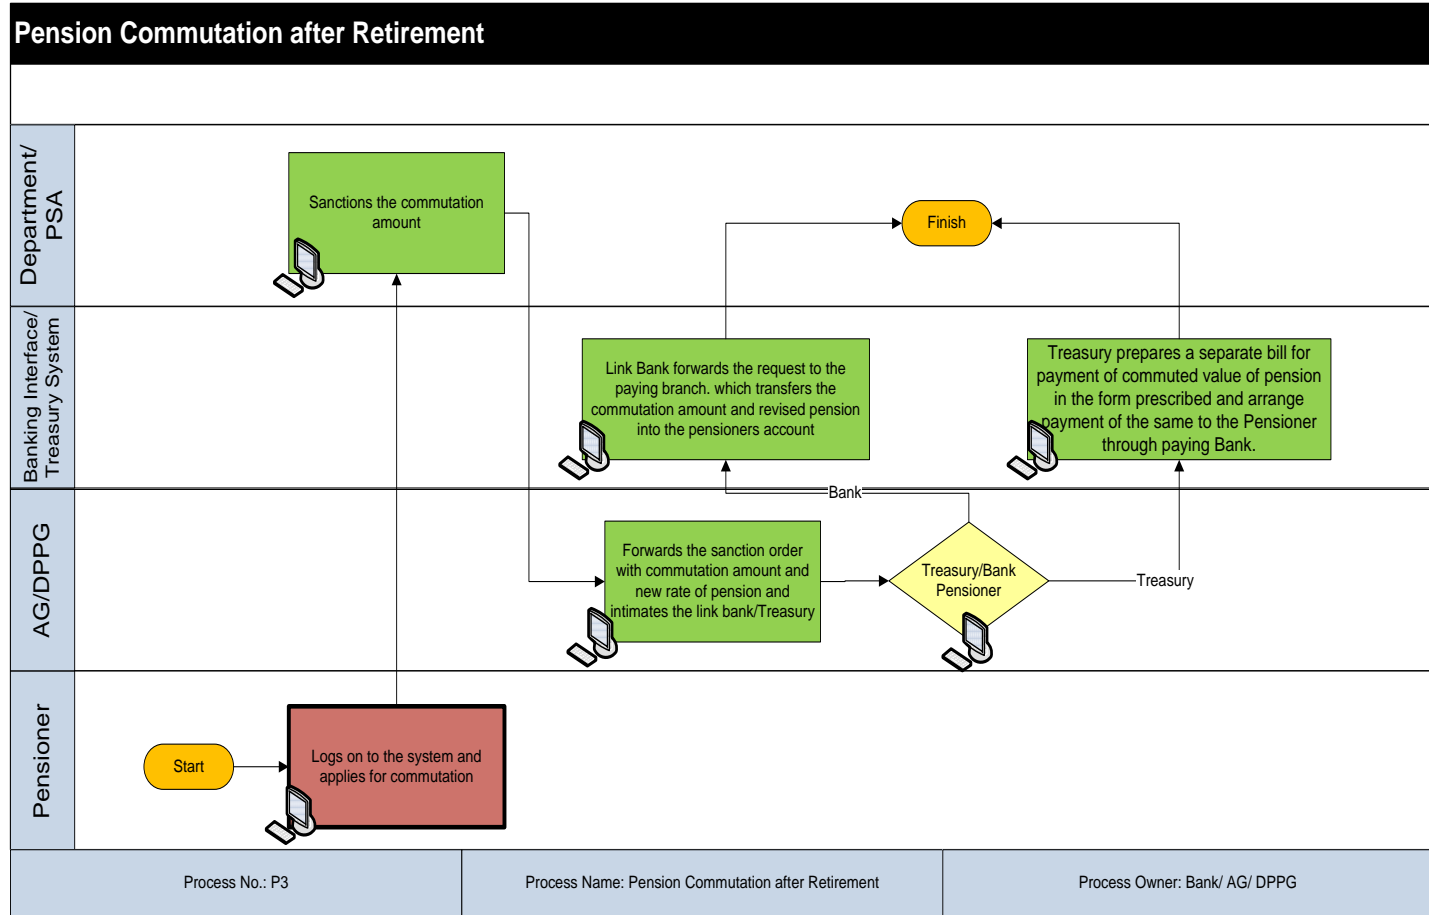 Pension Commutation after Retirement
Department/
PSA
Sanctions the commutation
amount
Finish
Banking Interface/
Treasury System
Link Bank forwards the request to the
paying branch. which transfers the
commutation amount and revised pension
into the pensioners account
Treasury prepares a separate bill for
payment of commuted value of pension
in the form prescribed and arrange
payment of the same to the Pensioner
through paying Bank.
Bank
AG/DPPG
Forwards the sanction order
with commutation amount and
new rate of pension and
intimates the link bank/Treasury
Treasury/Bank
Pensioner
Treasury
Pensioner
Start
Logs on to the system and
applies for commutation
Process No.: P3
Process Name: Pension Commutation after Retirement
Process Owner: Bank/ AG/ DPPG